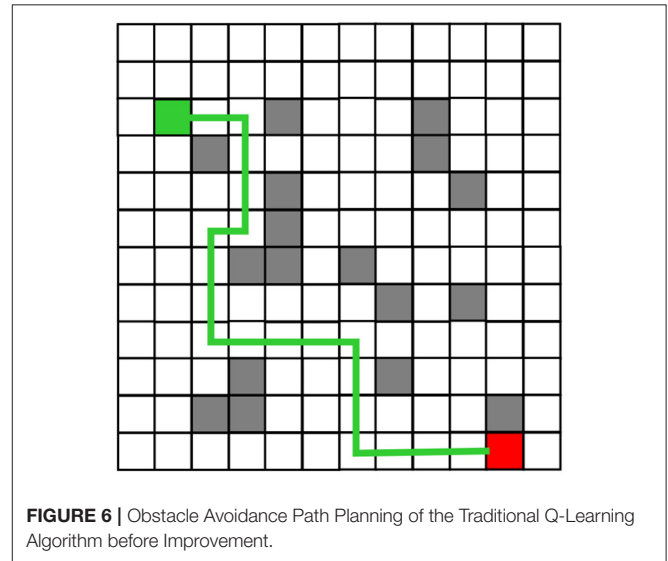 FIGURE 6 | Obstacle Avoidance Path Planning of the Traditional Q-Learning
Algorithm before Improvement.